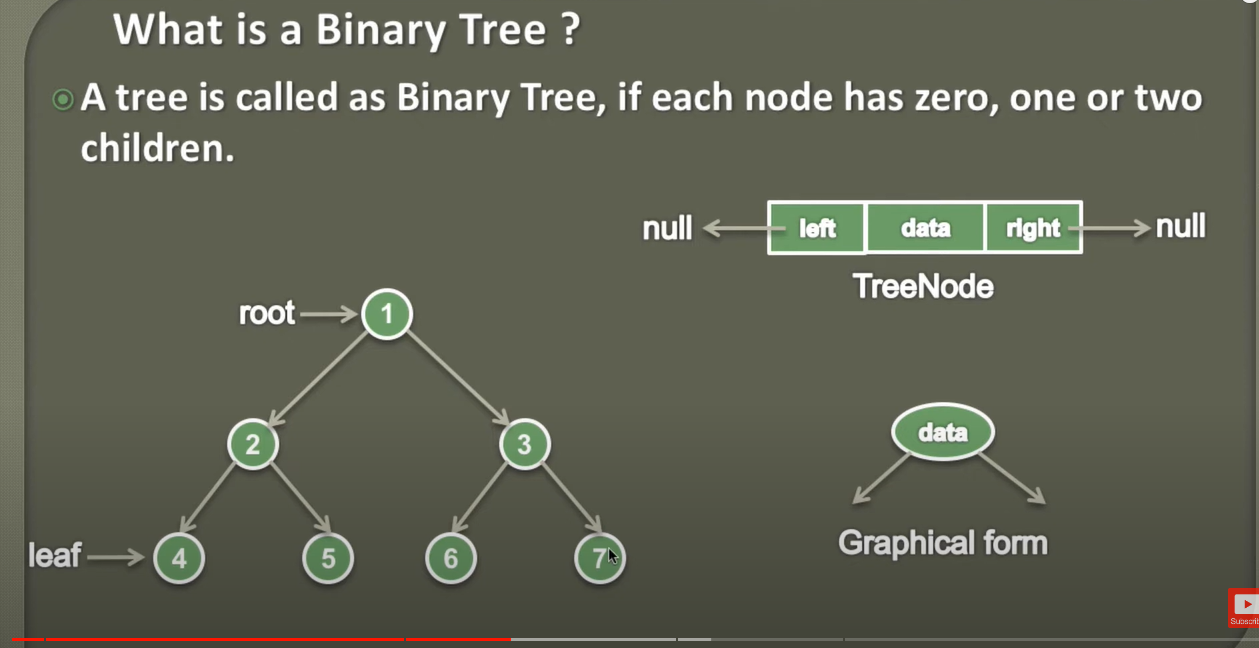 What is a Binary Tree ?
A tree is called as Binary Tree, if each node has zero, one or two
children.
null left data right null
TreeNode
root 1
2 3
data
Graphical form
leaf 4 5 6 7
Subscrib